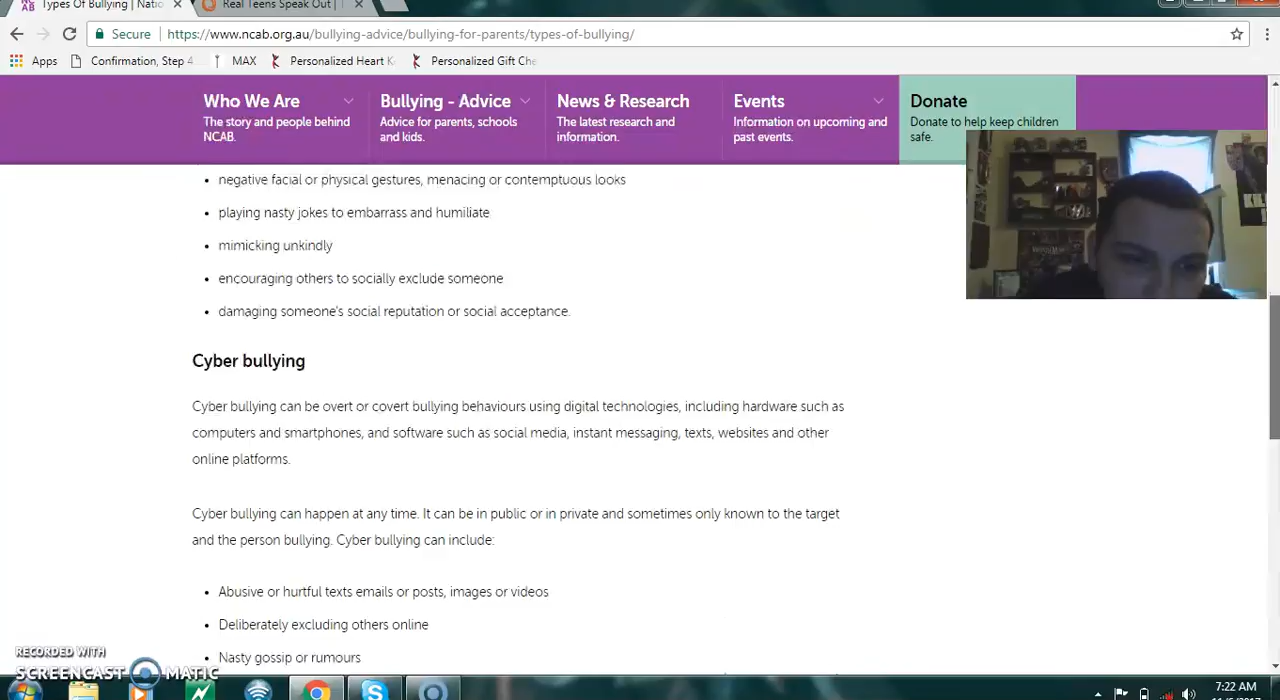 Types Of Bullying | Natio
Real Teens Speak Out |
Secure
https://www.ncab.org.au/bullying-advice/bullying-for-parents/types-of-bullying/
Apps
Confirmation, Step 4
MAX
Personalized Heart K
Personalized Gift Che
Who We Are
The story and people behind
NCAB.
Bullying - Advice
Advice for parents, schools
and kids.
News & Research
The latest research and
information.
Events
Information on upcoming and
past events.
Donate
Donate to help keep children
safe.
• negative facial or physical gestures, menacing or contemptuous looks
• playing nasty jokes to embarrass and humiliate
• mimicking unkindly
• encouraging others to socially exclude someone
• damaging someone's social reputation or social acceptance.
Cyber bullying
Cyber bullying can be overt or covert bullying behaviours using digital technologies, including hardware such as
computers and smartphones, and software such as social media, instant messaging, texts, websites and other
online platforms.
Cyber bullying can happen at any time. It can be in public or in private and sometimes only known to the target
and the person bullying. Cyber bullying can include:
• Abusive or hurtful texts emails or posts, images or videos
• Deliberately excluding others online
• Nasty gossip or rumours
RECORDED WITH
SCREENCAST MATIC
7:22 AM